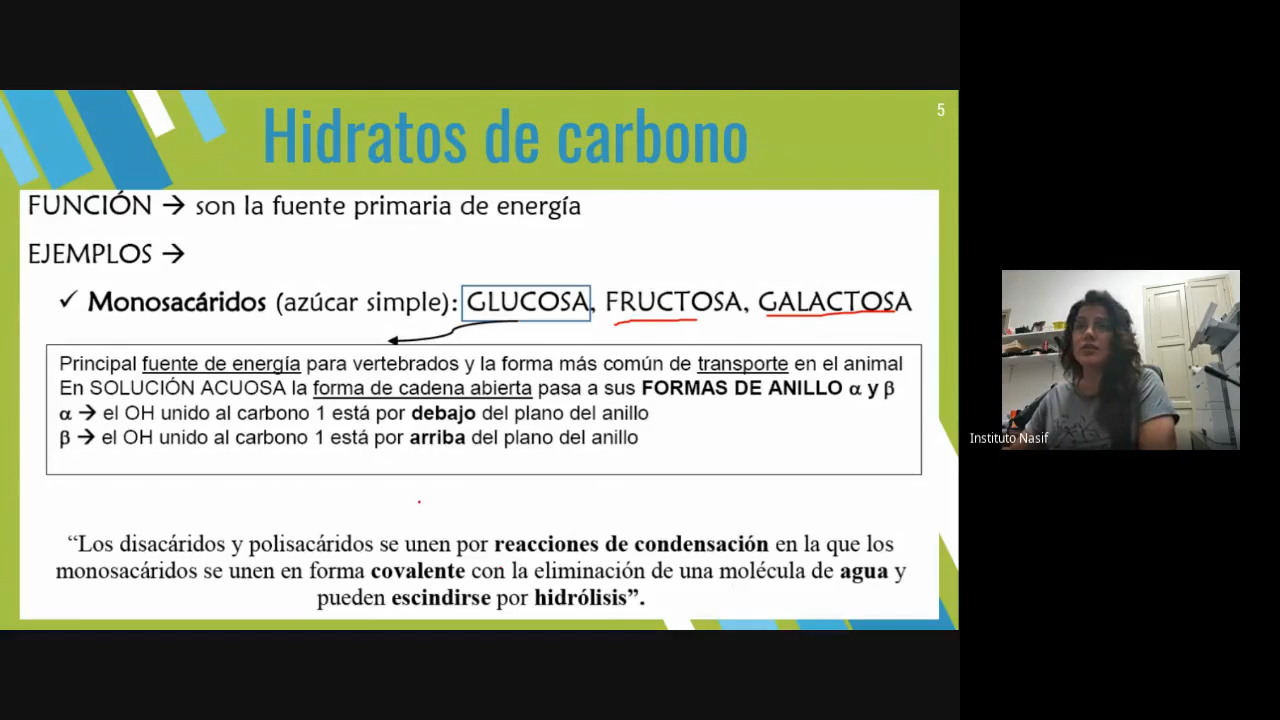 Hidratos de carbono
5
FUNCIÓN → son la fuente primaria de energía
EJEMPLOS →
✓ Monosacáridos (azúcar simple): GLUCOSA, FRUCTOSA, GALACTOSA
Principal fuente de energía para vertebrados y la forma más común de transporte en el animal
En SOLUCIÓN ACUOSA la forma de cadena abierta pasa a sus FORMAS DE ANILLO α y β
α → el OH unido al carbono 1 está por debajo del plano del anillo
β → el OH unido al carbono 1 está por arriba del plano del anillo
“Los disacáridos y polisacáridos se unen por reacciones de condensación en la que los
monosacáridos se unen en forma covalente con la eliminación de una molécula de agua y
pueden escindirse por hidrólisis”.
Instituto Nasif